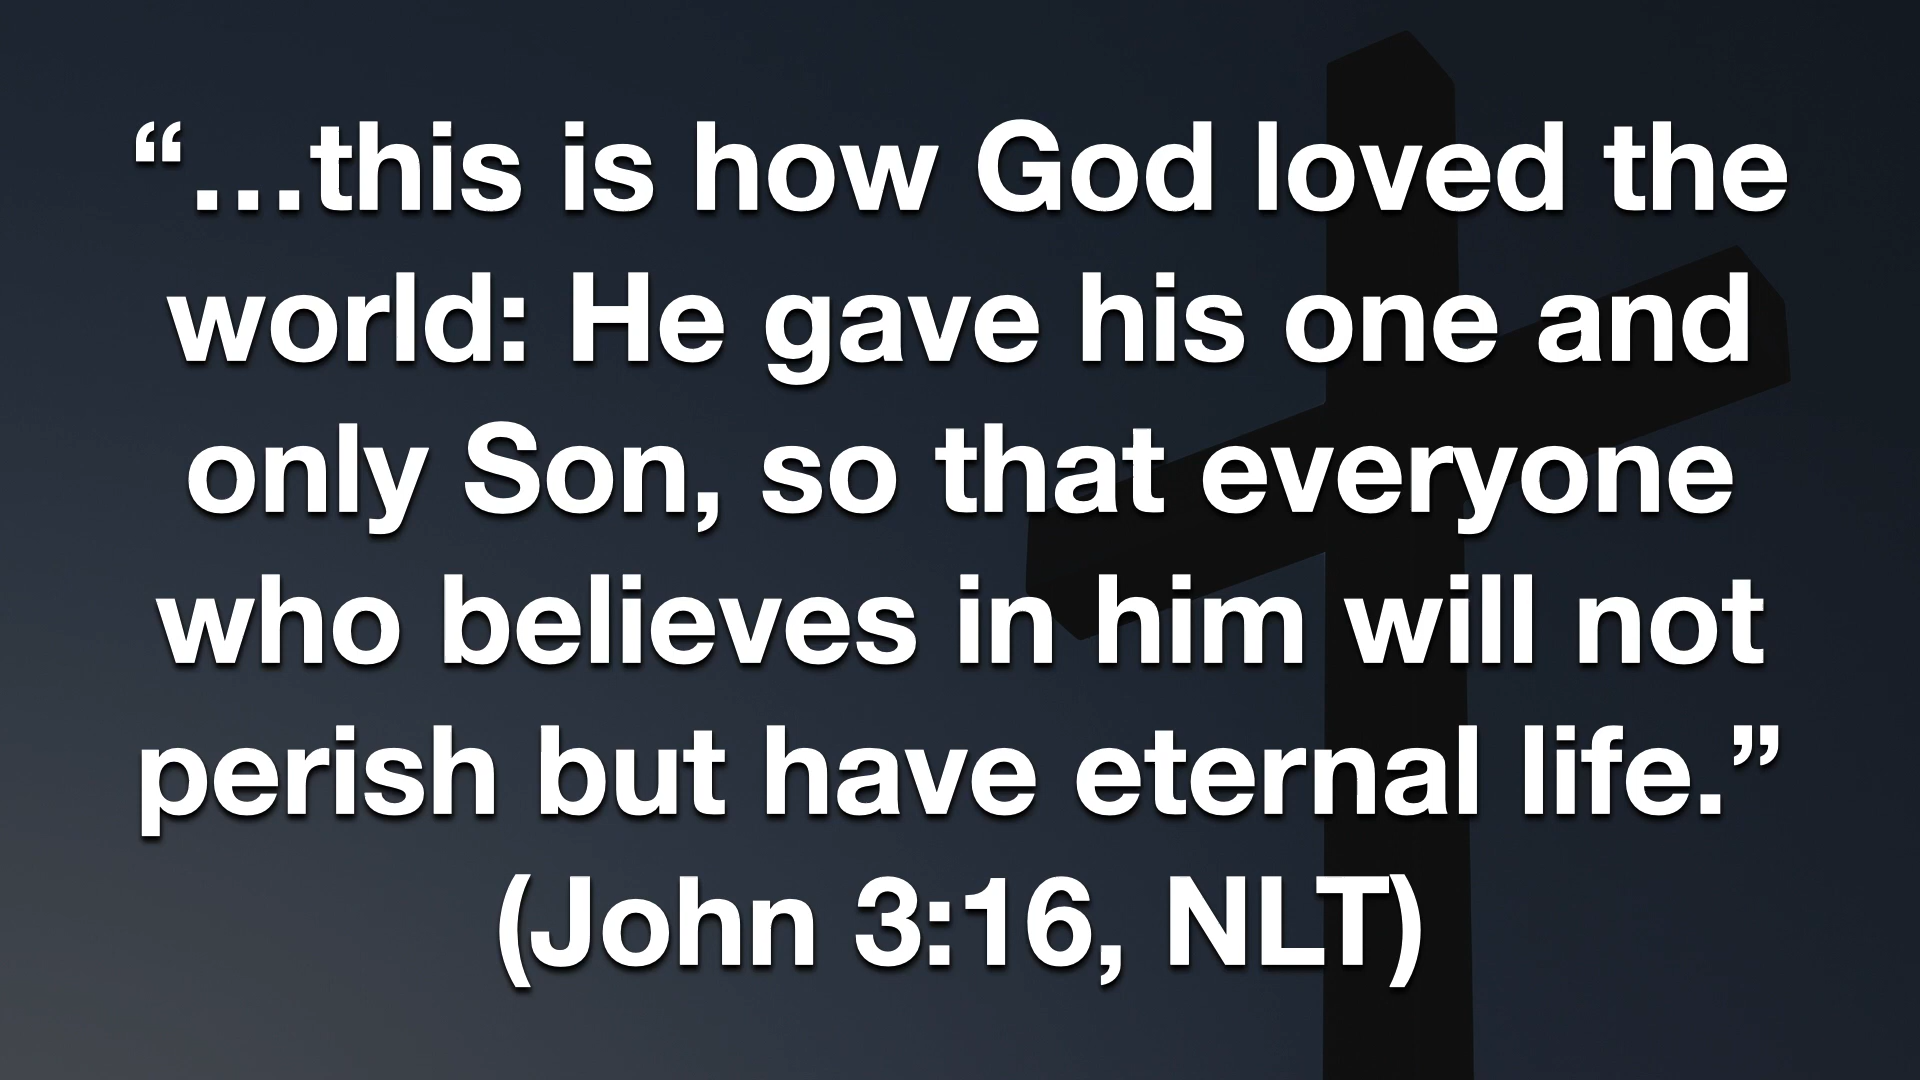 “…this is how God loved the
world: He gave his one and
only Son, so that everyone
who believes in him will not
perish but have eternal life.”
(John 3:16, NLT)